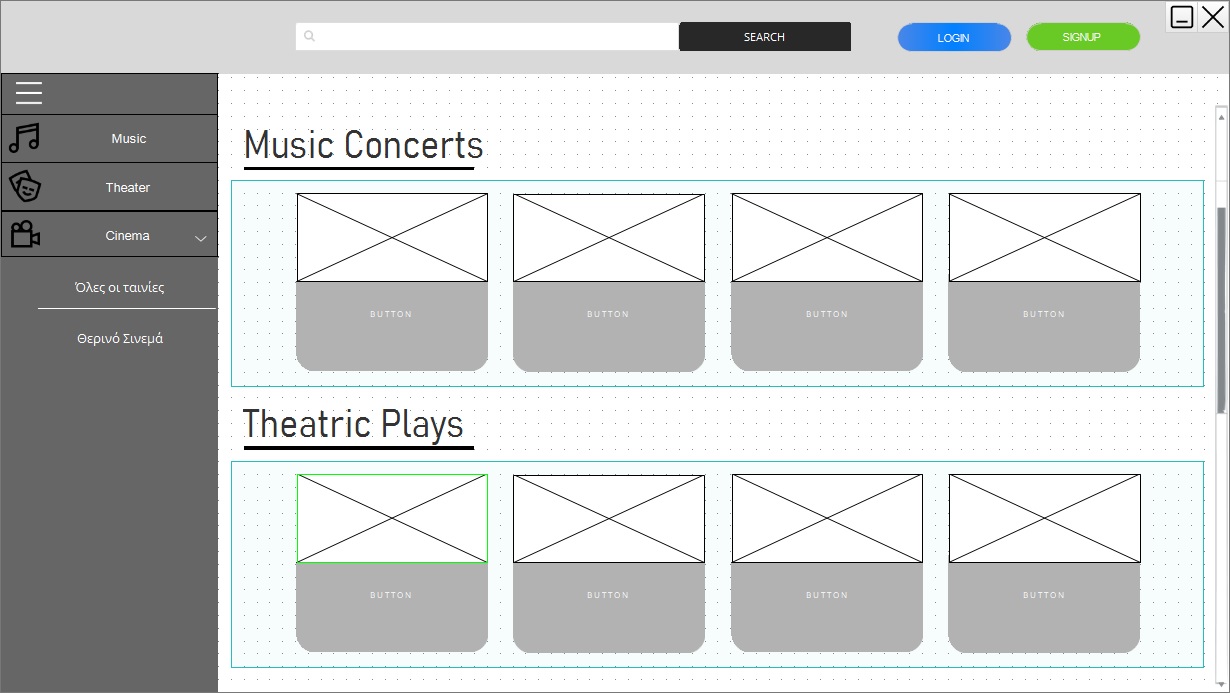 SEARCH
LOGIN
SIGNUP
Music
Theater
Cinema
Όλες οι ταινίες
Θερινό Σινεμά
Music Concerts
BUTTON
BUTTON
BUTTON
BUTTON
Theatric Plays
BUTTON
BUTTON
BUTTON
BUTTON